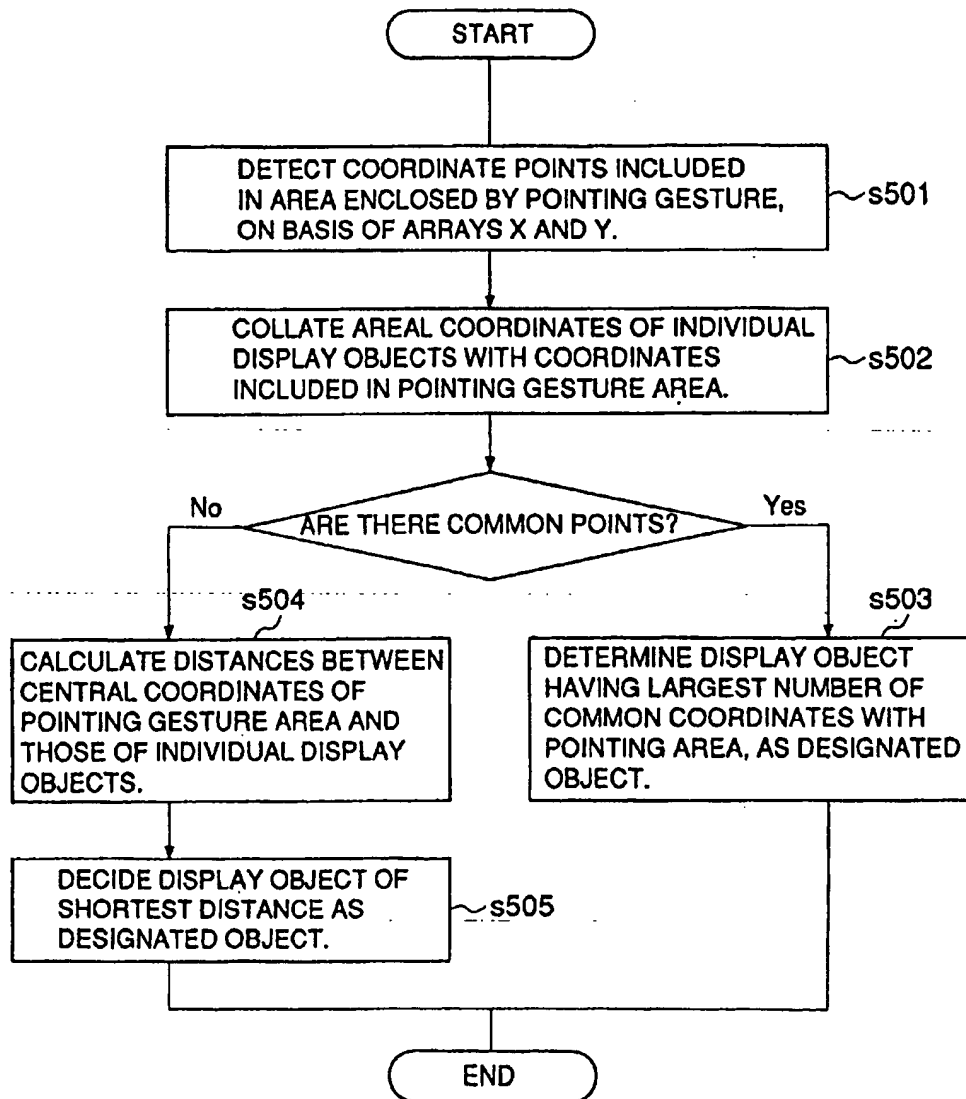 START
DETECT COORDINATE POINTS INCLUDED
IN AREA ENCLOSED BY POINTING GESTURE,
ON BASIS OF ARRAYS X AND Y.
s501
COLLATE AREAL COORDINATES OF INDIVIDUAL
DISPLAY OBJECTS WITH COORDINATES
INCLUDED IN POINTING GESTURE AREA.
s502
No
ARE THERE COMMON POINTS?
Yes
s504
CALCULATE DISTANCES BETWEEN
CENTRAL COORDINATES OF
POINTING GESTURE AREA AND
THOSE OF INDIVIDUAL DISPLAY
OBJECTS.
s503
DETERMINE DISPLAY OBJECT
HAVING LARGEST NUMBER OF
COMMON COORDINATES WITH
POINTING AREA, AS DESIGNATED
OBJECT.
DECIDE DISPLAY OBJECT OF
SHORTEST DISTANCE AS
DESIGNATED OBJECT.
s505
END